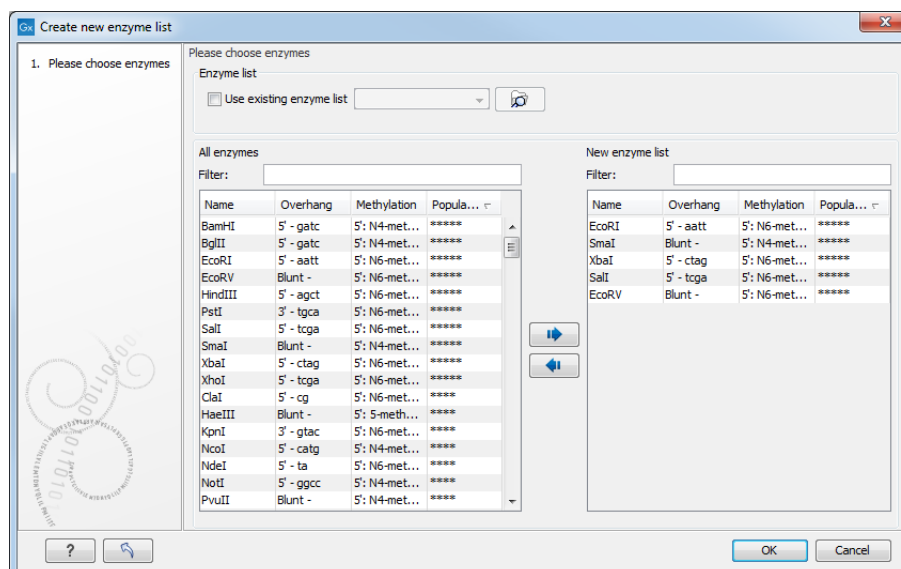 Gx Create new enzyme list
1. Please choose enzymes
Please choose enzymes
Enzyme list
Use existing enzyme list
All enzymes
Filter:
Name Overhang Methylation Popula...
BamHI 5' - gatc 5': N4-met... *****
BglII 5' - gatc 5': N4-met... *****
EcoRI 5' - aatt 5': N6-met... *****
EcoRV Blunt - 5': N6-met... *****
HindIII 5' - agct 5': N6-met... *****
PstI 3' - tgca 5': N6-met... *****
SalI 5' - tcga 5': N6-met... *****
SmaI Blunt - 5': N4-met... *****
XbaI 5' - ctag 5': N6-met... *****
XhoI 5' - tcga 5': N6-met... *****
ClaI 5' - cg 5': N6-met... ****
HaeIII Blunt - 5': 5-meth... ****
KpnI 3' - gtac 5': N6-met... ****
NcoI 5' - catg 5': N4-met... ****
NdeI 5' - ta 5': N6-met... ****
NotI 5' - ggcc 5': N4-met... ****
PvuII Blunt - 5': N4-met... ****
New enzyme list
Filter:
Name Overhang Methylation Popula...
EcoRI 5' - aatt 5': N6-met... *****
SmaI Blunt - 5': N4-met... *****
XbaI 5' - ctag 5': N6-met... *****
SalI 5' - tcga 5': N6-met... *****
EcoRV Blunt - 5': N6-met... *****
?
OK
Cancel